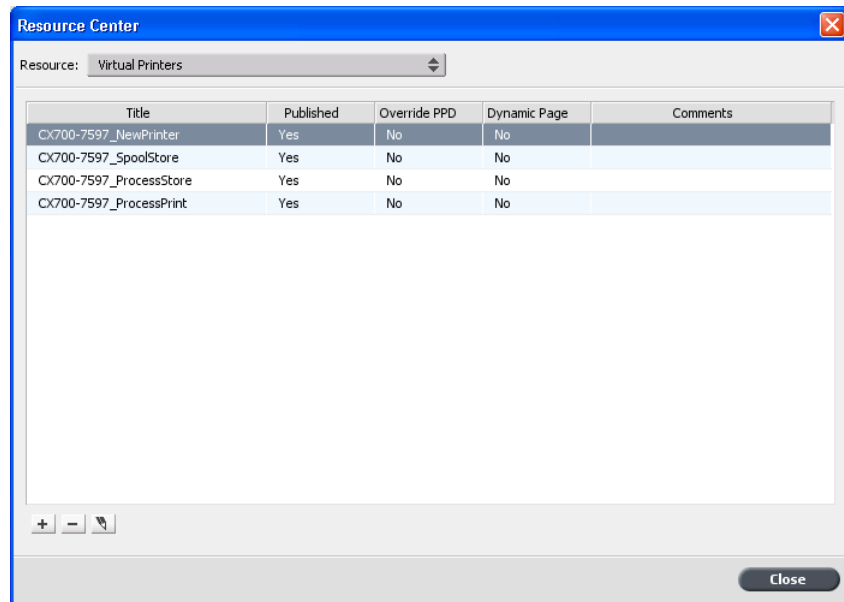 Resource Center
Resource: Virtual Printers
Title Published Override PPD Dynamic Page Comments
CX700-7597_NewPrinter Yes No No
CX700-7597_SpoolStore Yes No No
CX700-7597_ProcessStore Yes No No
CX700-7597_ProcessPrint Yes No No
Close